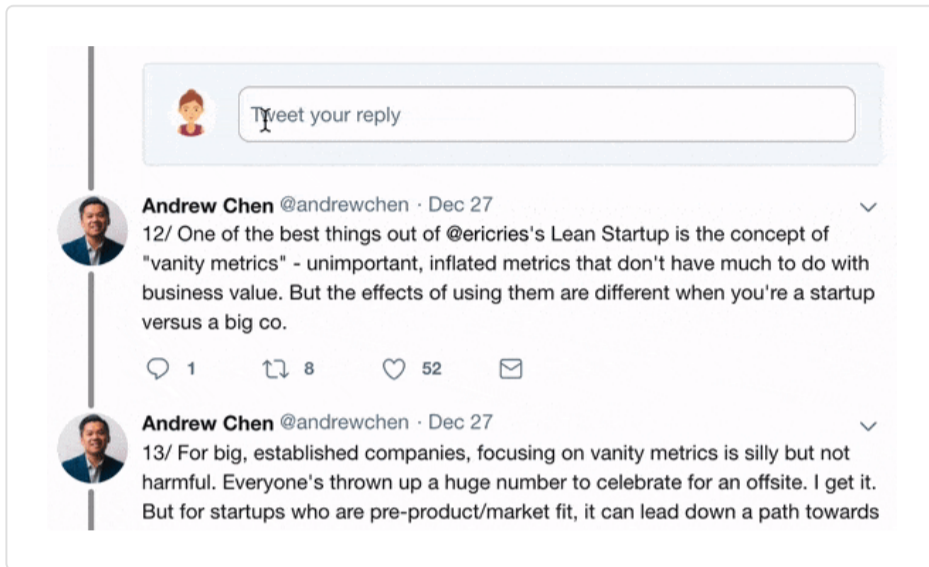 Tweet your reply
Andrew Chen @andrewchen · Dec 27
12/ One of the best things out of @ericries's Lean Startup is the concept of
"vanity metrics" - unimportant, inflated metrics that don't have much to do with
business value. But the effects of using them are different when you're a startup
versus a big co.
1 8 52
Andrew Chen @andrewchen · Dec 27
13/ For big, established companies, focusing on vanity metrics is silly but not
harmful. Everyone's thrown up a huge number to celebrate for an offsite. I get it.
But for startups who are pre-product/market fit, it can lead down a path towards